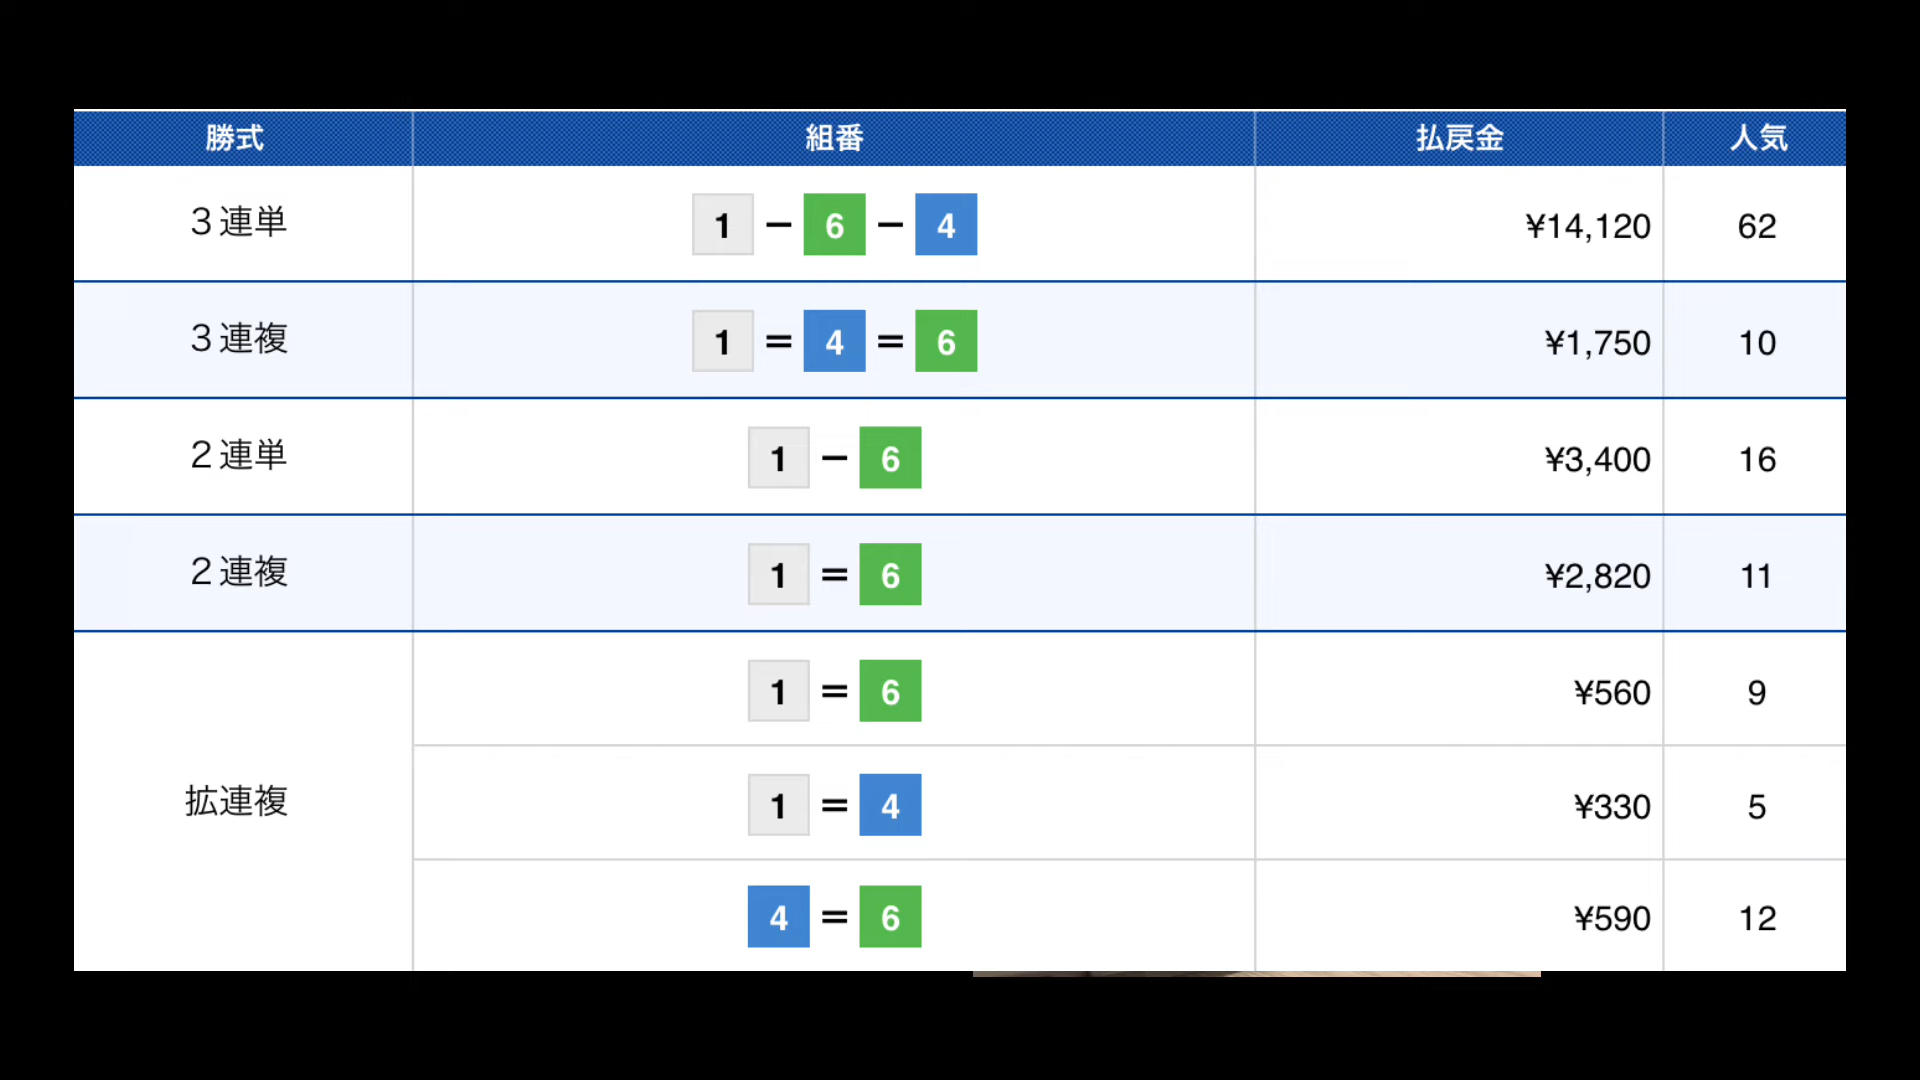 勝式 組番 払戻金 人気
3連単 1 - 6 - 4 ¥14,120 62
3連複 1 = 4 = 6 ¥1,750 10
2連単 1 - 6 ¥3,400 16
2連複 1 = 6 ¥2,820 11
1 = 6 ¥560 9
拡連複 1 = 4 ¥330 5
4 = 6 ¥590 12